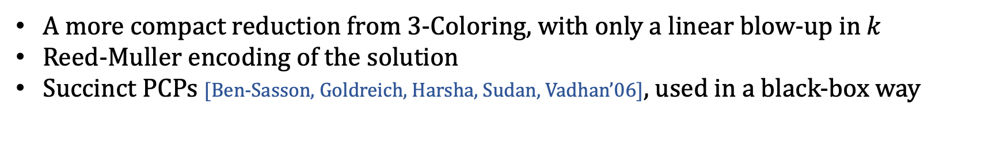 • A more compact reduction from 3-Coloring, with only a linear blow-up in k
• Reed-Muller encoding of the solution
• Succinct PCPs [Ben-Sasson, Goldreich, Harsha, Sudan, Vadhan’06], used in a black-box way